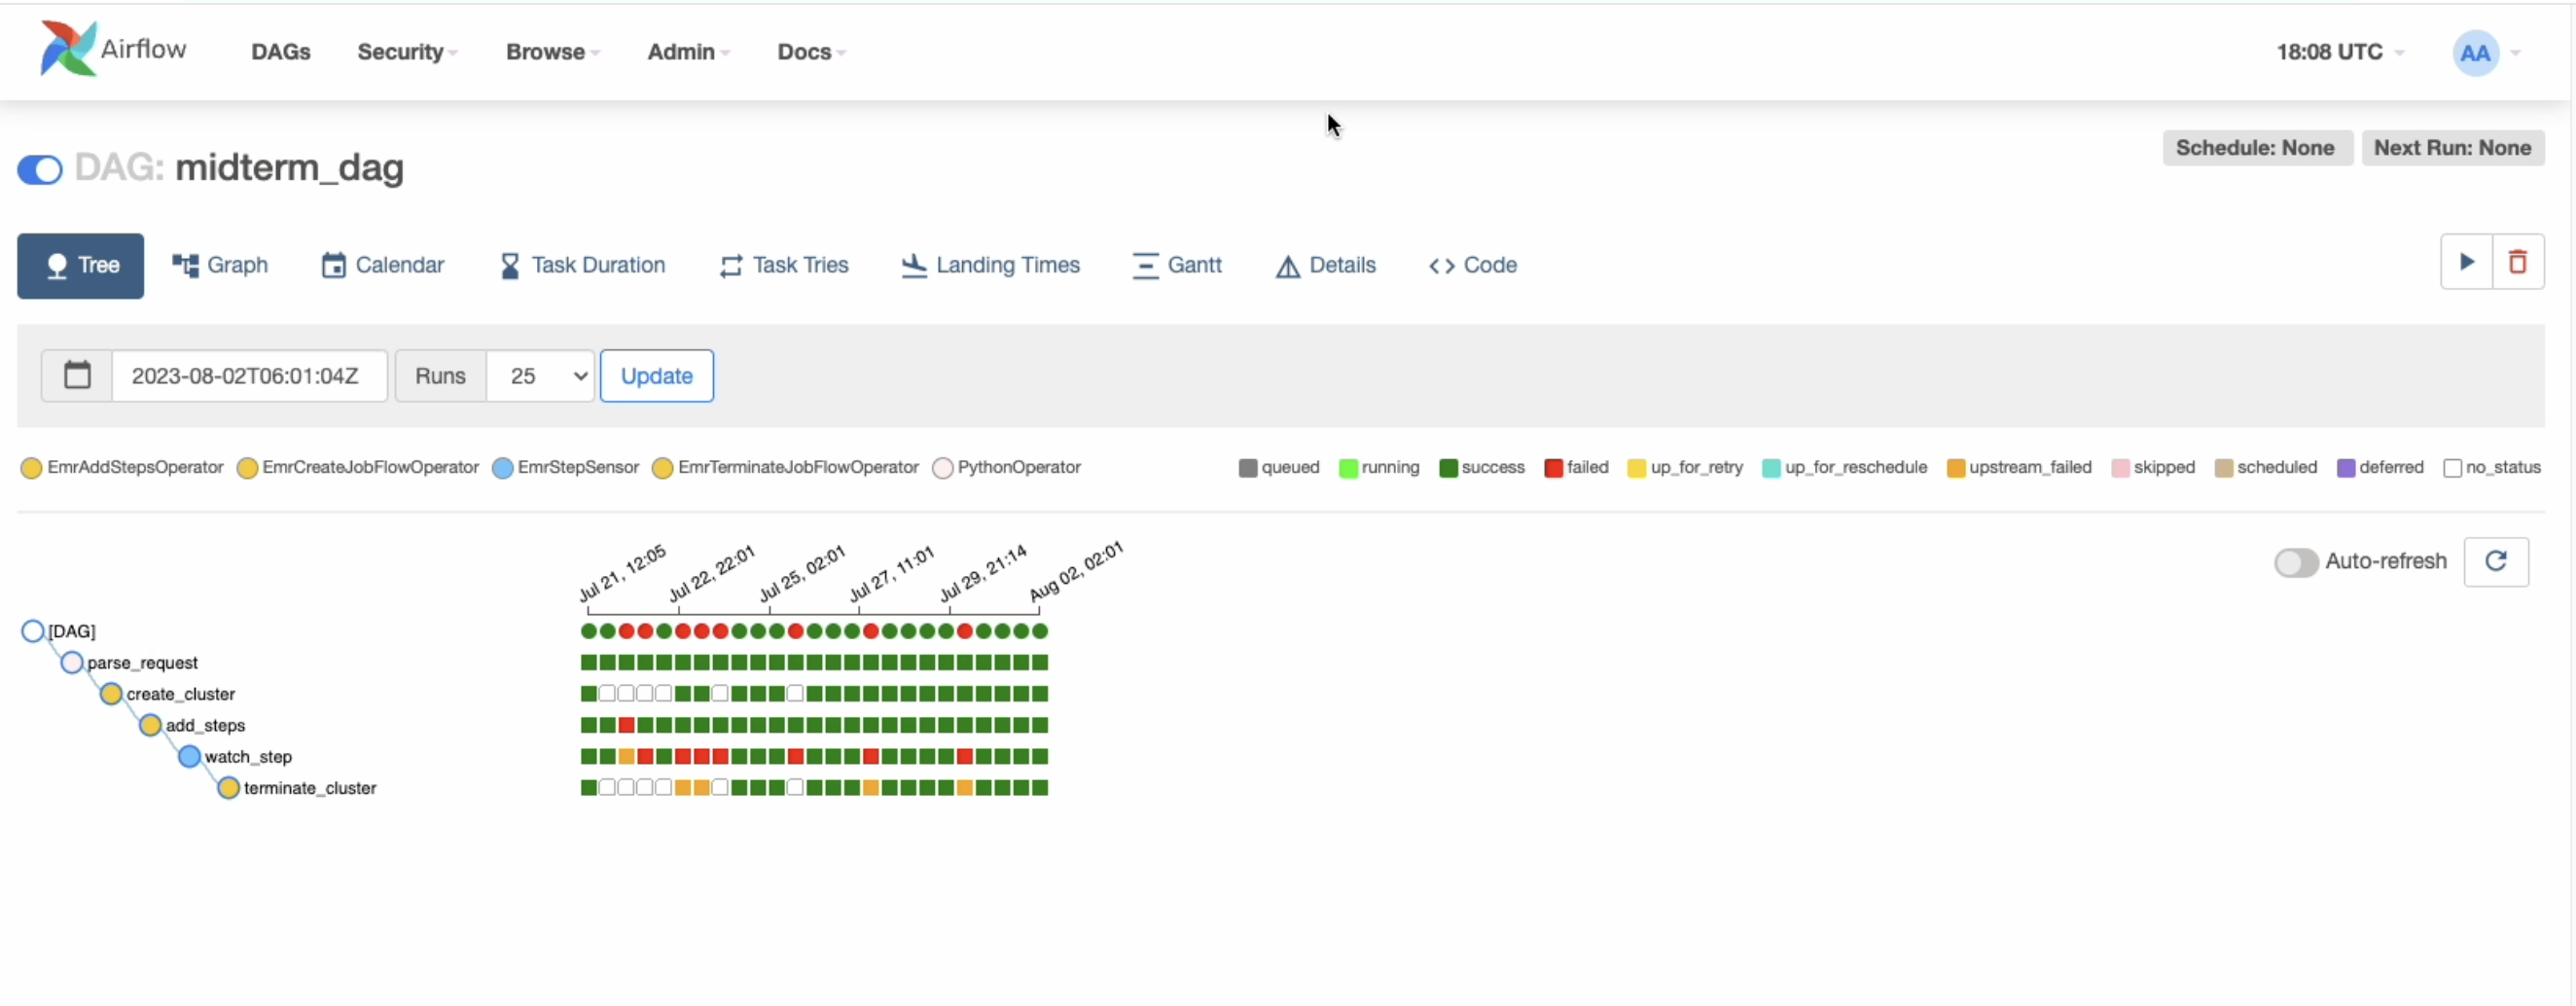 Airflow DAGs Security Browse Admin Docs 18:08 UTC AA
DAG: midterm_dag Schedule: None Next Run: None
Tree Graph Calendar Task Duration Task Tries Landing Times Gantt Details <> Code
2023-08-02T06:01:04Z Runs 25 Update
EmrAddStepsOperator EmrCreateJobFlowOperator EmrStepSensor EmrTerminateJobFlowOperator PythonOperator queued running success failed up_for_retry up_for_reschedule upstream_failed skipped scheduled deferred no_status
Jul 21, 12:05 Jul 22, 22:01 Jul 25, 02:01 Jul 27, 11:01 Jul 29, 21:14 Aug 02, 02:01 Auto-refresh
[DAG]
parse_request
create_cluster
add_steps
watch_step
terminate_cluster